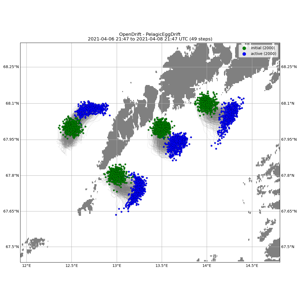 OpenDrift - PelagicEggDrift
2021-04-06 21:47 to 2021-04-08 21:47 UTC (49 steps)
initial (2000)
active (2000)
68.25°N
68.25°N
68.1°N
68.1°N
67.95°N
67.95°N
67.8°N
67.8°N
67.65°N
67.65°N
67.5°N
67.5°N
12°E
12.5°E
13°E
13.5°E
14°E
14.5°E